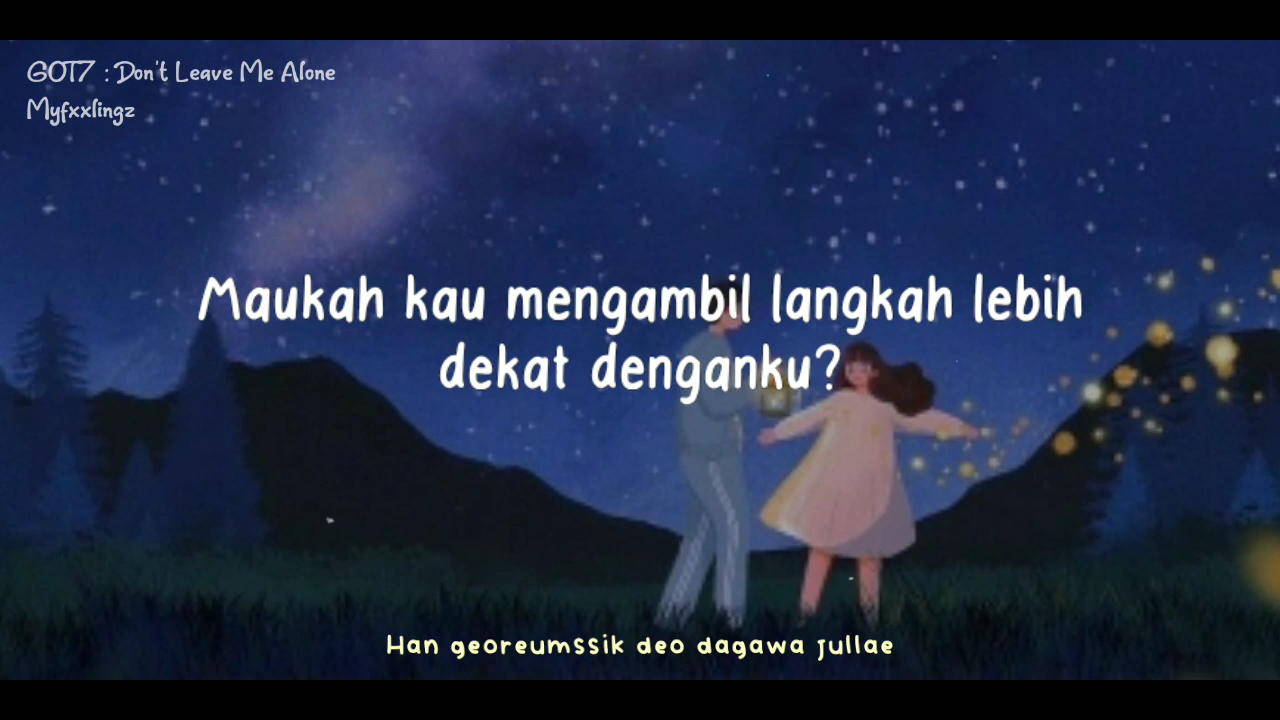 GOT7 : Don't Leave Me Alone
Myfxxlingz
Maukah kau mengambil langkah lebih
dekat denganku?
Han georeumssik deo dagawa jullae